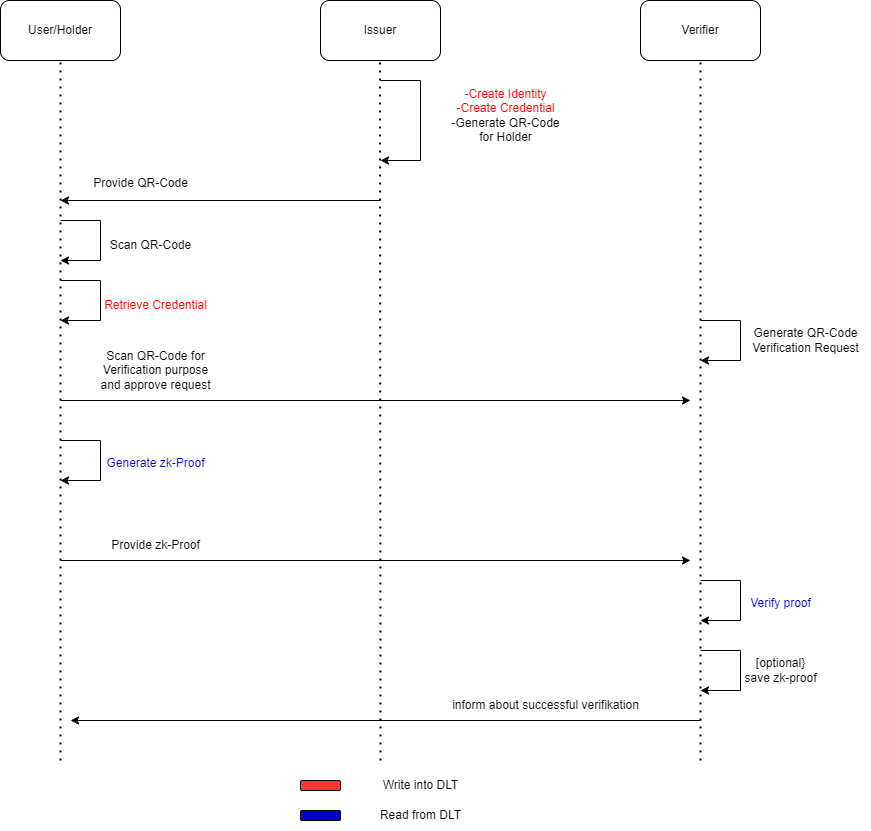 User/Holder
Issuer
Verifier
-Create Identity
-Create Credential
-Generate QR-Code
for Holder
Provide QR-Code
Scan QR-Code
Retrieve Credential
Generate QR-Code
Verification Request
Scan QR-Code for
Verification purpose
and approve request
Generate zk-Proof
Provide zk-Proof
Verify proof
[optional}
save zk-proof
inform about successful verifikation
Write into DLT
Read from DLT